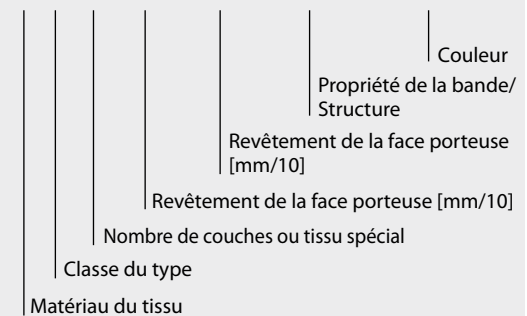 Couleur
Propriété de la bande/
Structure
Revêtement de la face porteuse
[mm/10]
Revêtement de la face porteuse [mm/10]
Nombre de couches ou tissu spécial
Classe du type
Matériau du tissu